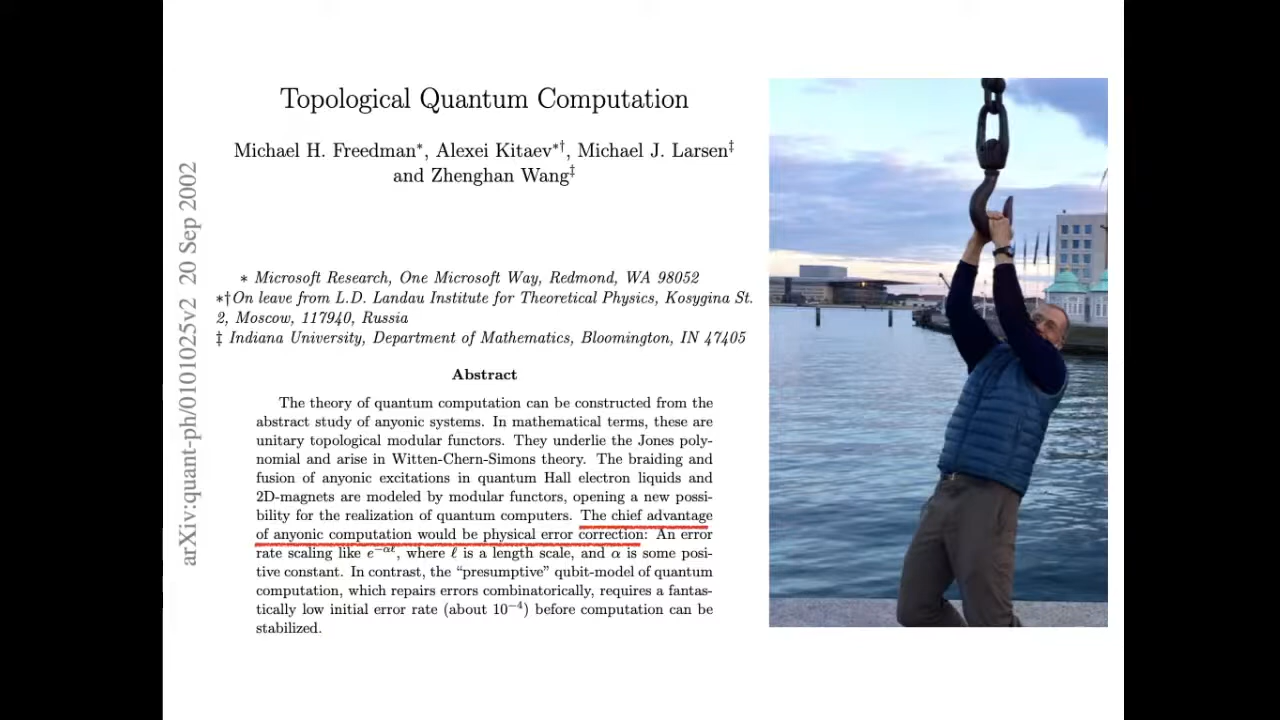 Topological Quantum Computation
Michael H. Freedman*, Alexei Kitaev*†, Michael J. Larsen‡
and Zhenghan Wang‡
arXiv:quant-ph/0101025v2 20 Sep 2002
* Microsoft Research, One Microsoft Way, Redmond, WA 98052
*†On leave from L.D. Landau Institute for Theoretical Physics, Kosygina St.
2, Moscow, 117940, Russia
‡ Indiana University, Department of Mathematics, Bloomington, IN 47405
Abstract
The theory of quantum computation can be constructed from the
abstract study of anyonic systems. In mathematical terms, these are
unitary topological modular functors. They underlie the Jones poly-
nomial and arise in Witten-Chern-Simons theory. The braiding and
fusion of anyonic excitations in quantum Hall electron liquids and
2D-magnets are modeled by modular functors, opening a new possi-
bility for the realization of quantum computers. The chief advantage
of anyonic computation would be physical error correction: An error
rate scaling like e^{-αℓ}, where ℓ is a length scale, and α is some posi-
tive constant. In contrast, the “presumptive” qubit-model of quantum
computation, which repairs errors combinatorically, requires a fantas-
tically low initial error rate (about 10⁻⁴) before computation can be
stabilized.